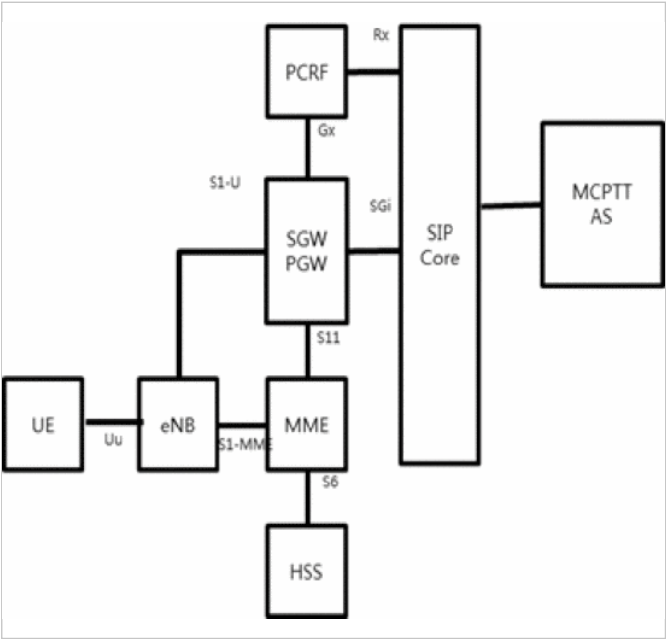 Rx
PCRF
Gx
S1-U
SGi
SGW
PGW
SIP
Core
MCPTT
AS
S11
UE
Uu
eNB
S1-MME
MME
S6
HSS